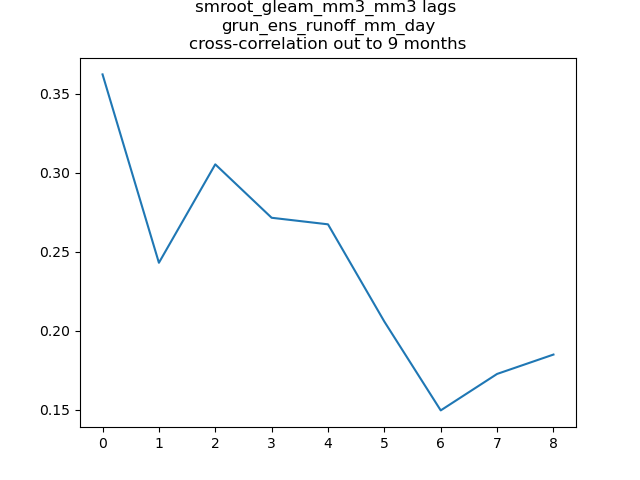 smroot_gleam_mm3_mm3 lags
grun_ens_runoff_mm_day
cross-correlation out to 9 months
0.35
0.30
0.25
0.20
0.15
0 1 2 3 4 5 6 7 8